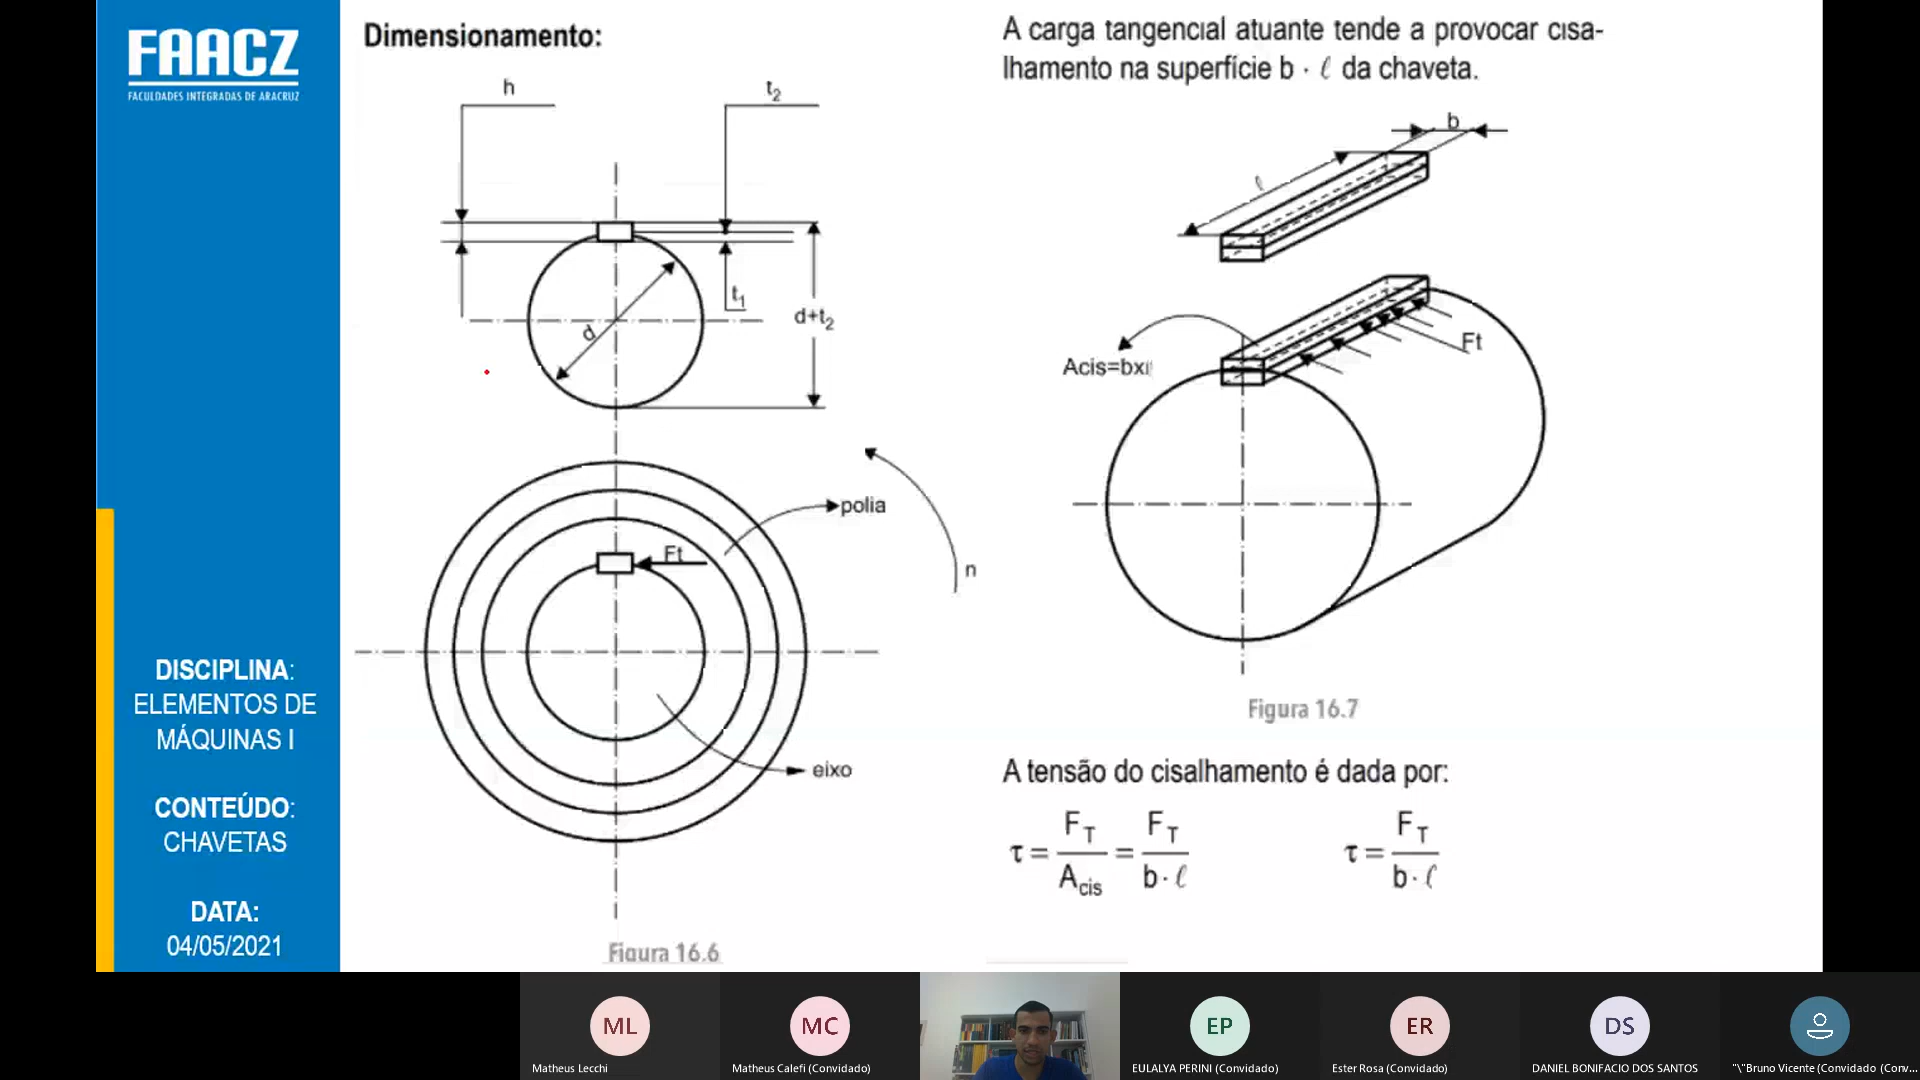 FAACZ
FACULDADES INTEGRADAS DE ARACRUZ
DISCIPLINA:
ELEMENTOS DE
MÁQUINAS I
CONTEÚDO:
CHAVETAS
DATA:
04/05/2021
Dimensionamento:
h
t2
t1
d
d+t2
polia
Ft
n
eixo
Figura 16.6
A carga tangencial atuante tende a provocar cisa-
lhamento na superfície b · ℓ da chaveta.
b
ℓ
Ft
Acis=bxℓ
Figura 16.7
A tensão do cisalhamento é dada por:
τ = F_T / A_cis = F_T / b · ℓ
τ = F_T / b · ℓ
ML
Matheus Lecchi
MC
Matheus Calefi (Convidado)
EP
EULALYA PERINI (Convidado)
ER
Ester Rosa (Convidado)
DS
DANIEL BONIFACIO DOS SANTOS
"\"Bruno Vicente (Convidado (Conv...